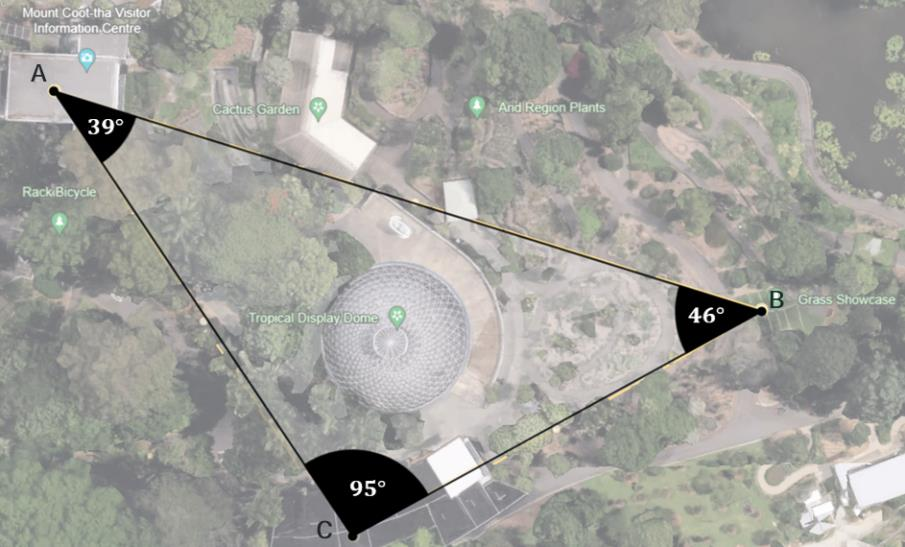 Mount Coot-tha Visitor
Information Centre
A
39°
Cactus Garden
Arid Region Plants
Rack Bicycle
Tropical Display Dome
46°
B
Grass Showcase
95°
C